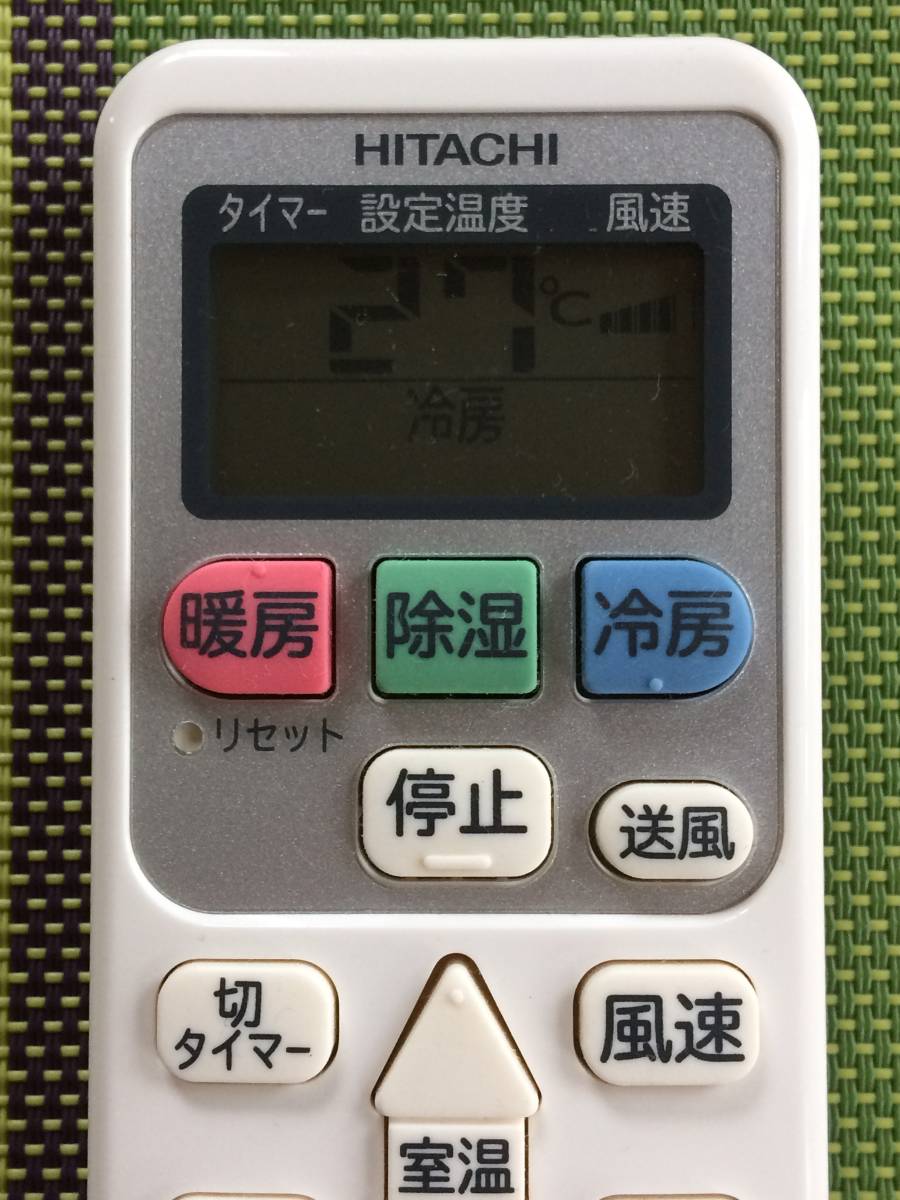 HITACHI
タイマー 設定温度 風速
27℃
冷房
暖房 除湿 冷房
リセット
停止
送風
切
タイマー
風速
室温